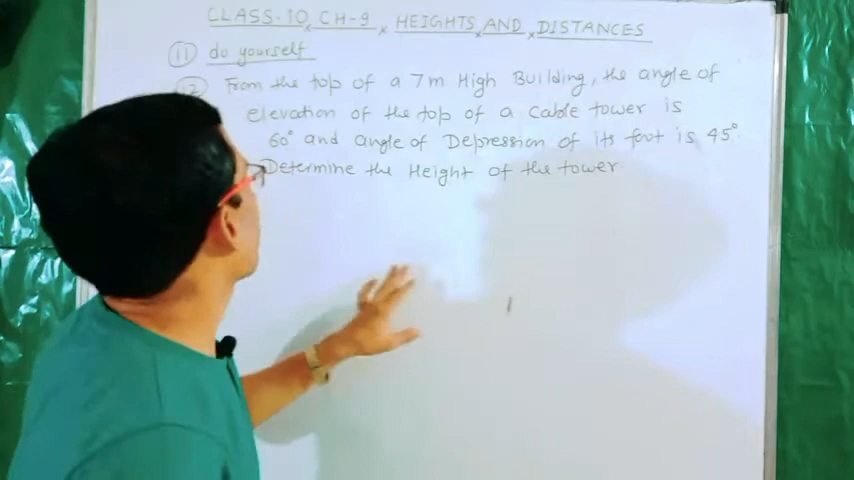 CLASS-10 CH-9 HEIGHTS AND DISTANCES
11 do yourself
12 From the top of a 7m High Building, the angle of
elevation of the top of a cable tower is
60° and angle of Depression of its foot is 45°.
Determine the Height of the tower